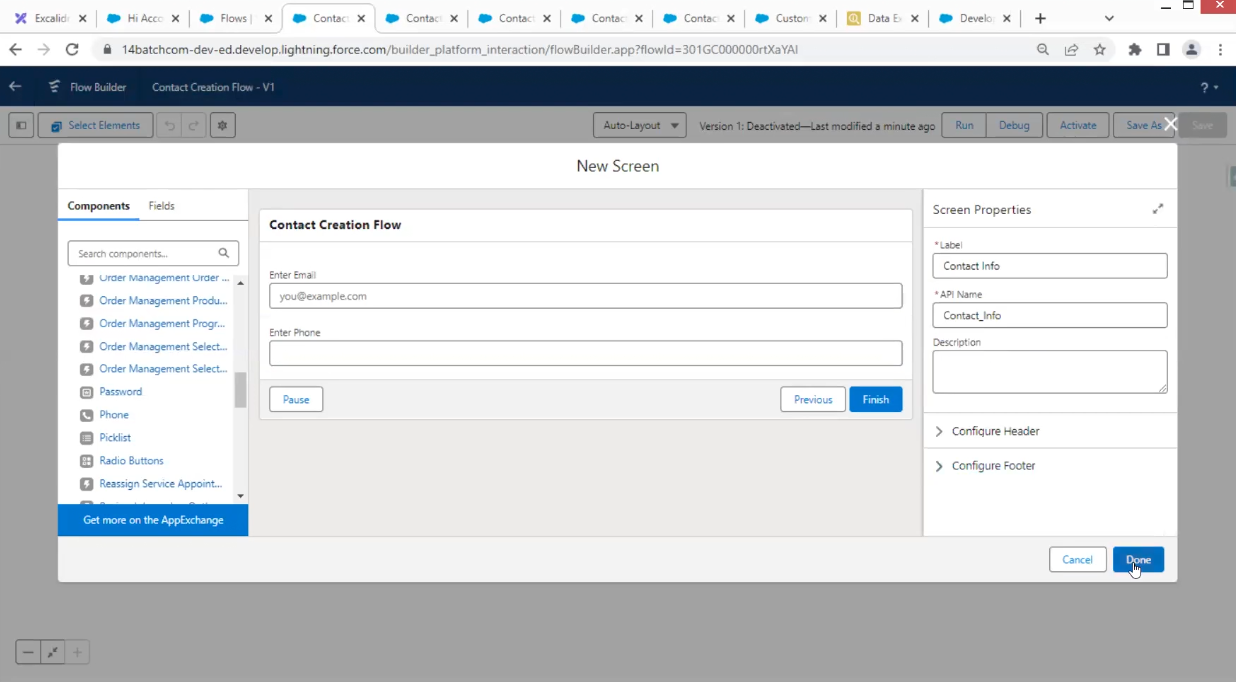 Excalid
Hi Acco
Flows |
Contac
Contac
Contac
Contac
Contac
Custom
Data Ex
Develo
14batchcom-dev-ed.develop.lightning.force.com/builder_platform_interaction/flowBuilder.app?flowId=301GC000000rtXaYAI
Flow Builder
Contact Creation Flow - V1
?
Select Elements
Auto-Layout
Version 1: Deactivated—Last modified a minute ago
Run
Debug
Activate
Save As
Save
New Screen
Components
Fields
Search components...
Order Management Order ...
Order Management Produ...
Order Management Progr...
Order Management Select...
Order Management Select...
Password
Phone
Picklist
Radio Buttons
Reassign Service Appoint...
Get more on the AppExchange
Contact Creation Flow
Enter Email
you@example.com
Enter Phone
Pause
Previous
Finish
Screen Properties
*Label
Contact Info
*API Name
Contact_Info
Description
Configure Header
Configure Footer
Cancel
Done